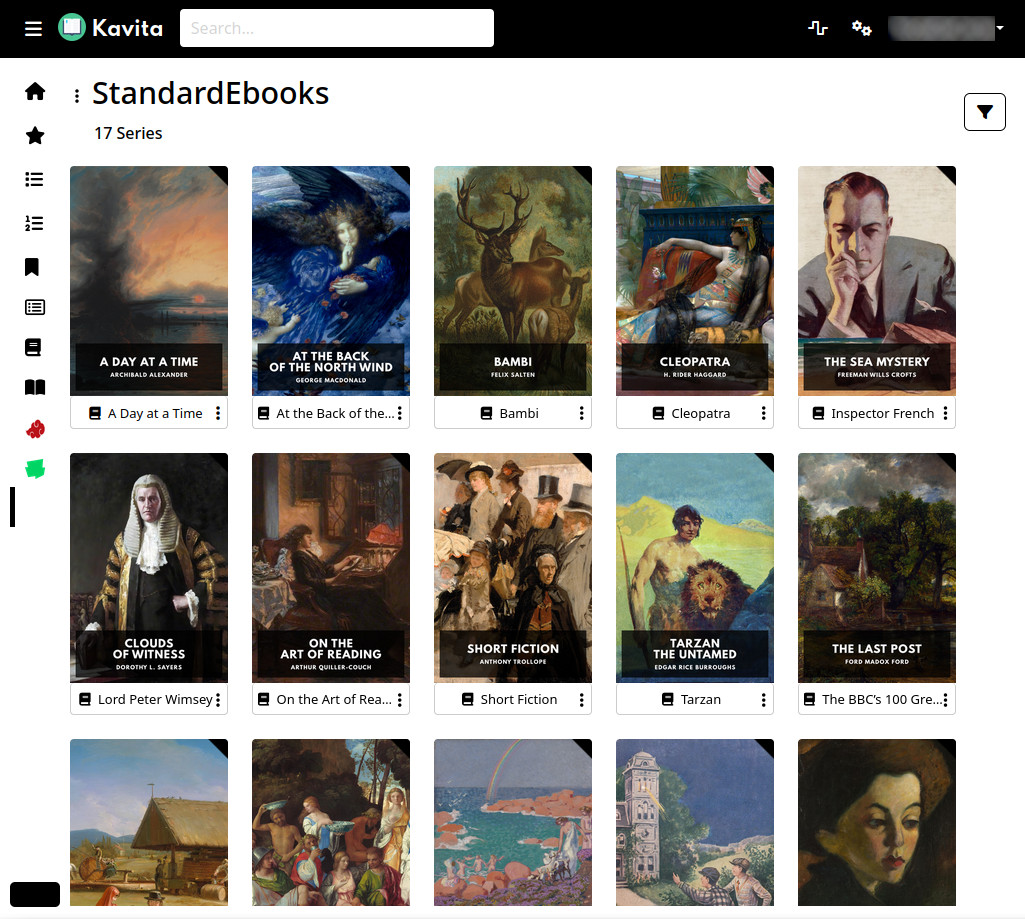 Kavita
Search...
StandardEbooks
17 Series
A DAY AT A TIME
ARCHIBALD ALEXANDER
AT THE BACK
OF THE NORTH WIND
GEORGE MACDONALD
BAMBI
FELIX SALTEN
CLEOPATRA
H. RIDER HAGGARD
THE SEA MYSTERY
FREEMAN WILLS CROFTS
A Day at a Time
At the Back of the...
Bambi
Cleopatra
Inspector French
CLOUDS
OF WITNESS
DOROTHY L. SAYERS
ON THE
ART OF READING
ARTHUR QUILLER-COUCH
SHORT FICTION
ANTHONY TROLLOPE
TARZAN
THE UNTAMED
EDGAR RICE BURROUGHS
THE LAST POST
FORD MADOX FORD
Lord Peter Wimsey
On the Art of Rea...
Short Fiction
Tarzan
The BBC’s 100 Gre...